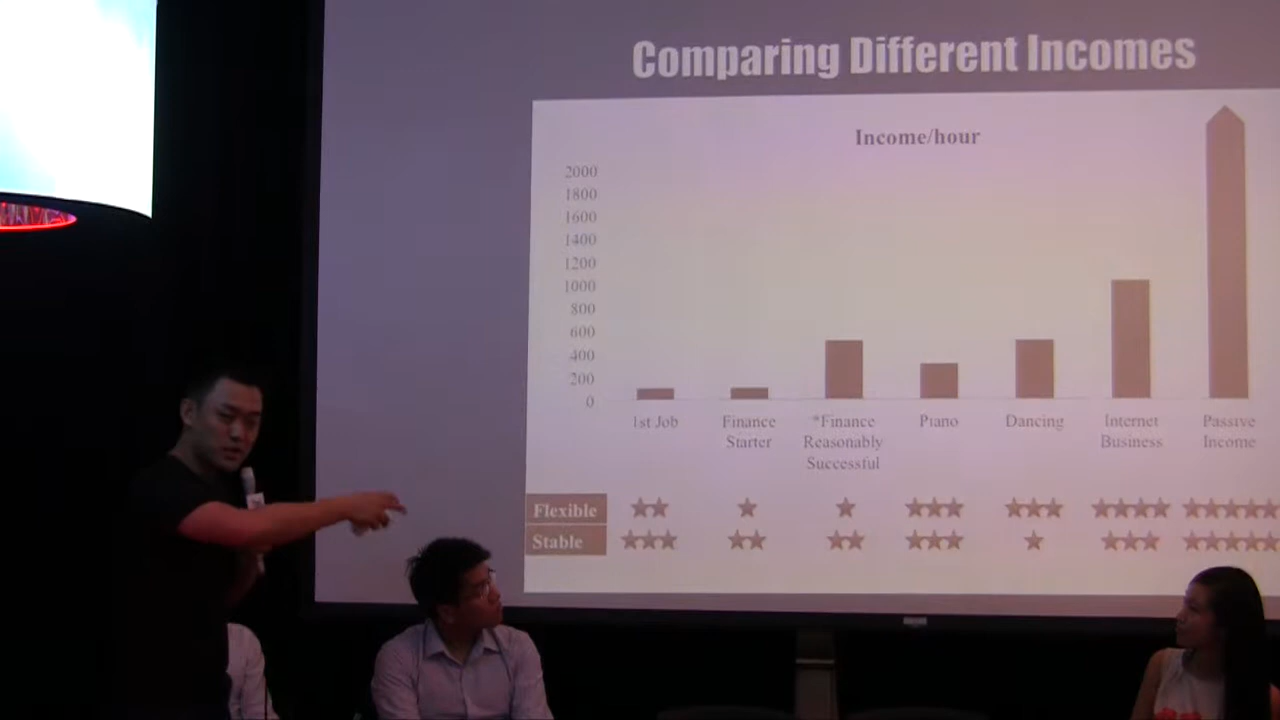 Comparing Different Incomes
Income/hour
2000
1800
1600
1400
1200
1000
800
600
400
200
0
1st Job
Finance
Starter
*Finance
Reasonably
Successful
Piano
Dancing
Internet
Business
Passive
Income
Flexible
Stable